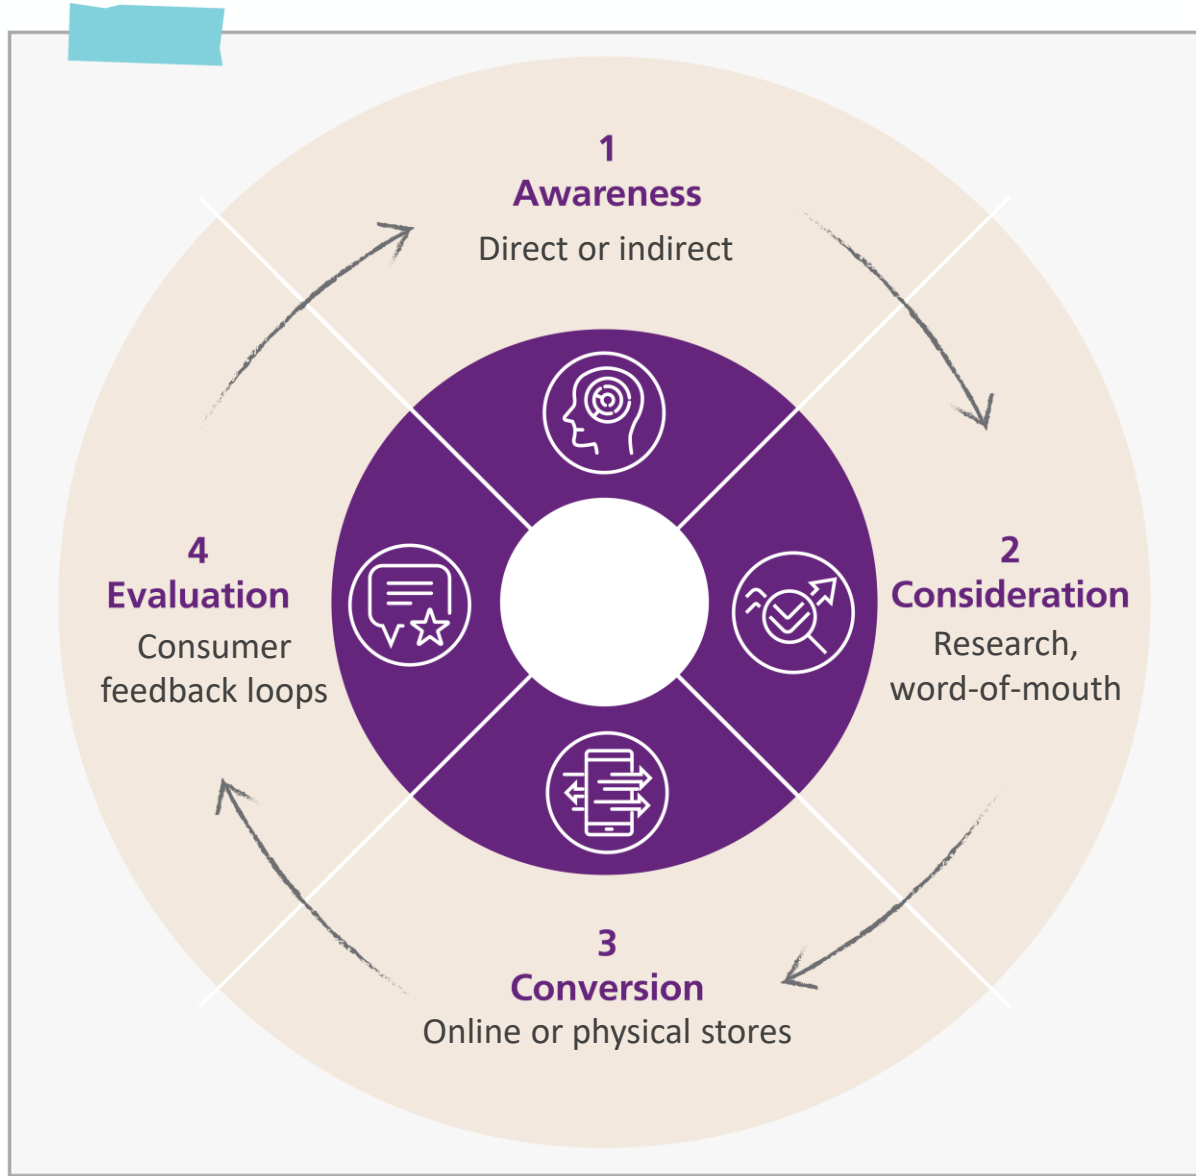 1
Awareness
Direct or indirect
2
Consideration
Research,
word-of-mouth
3
Conversion
Online or physical stores
4
Evaluation
Consumer
feedback loops